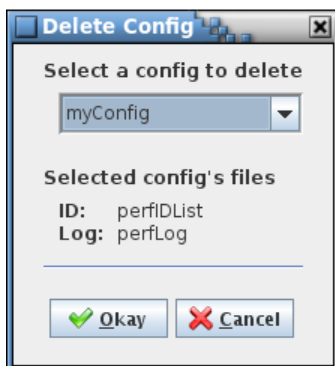 Delete Config
Select a config to delete
myConfig
Selected config's files
ID: perfIDList
Log: perfLog
Okay
Cancel